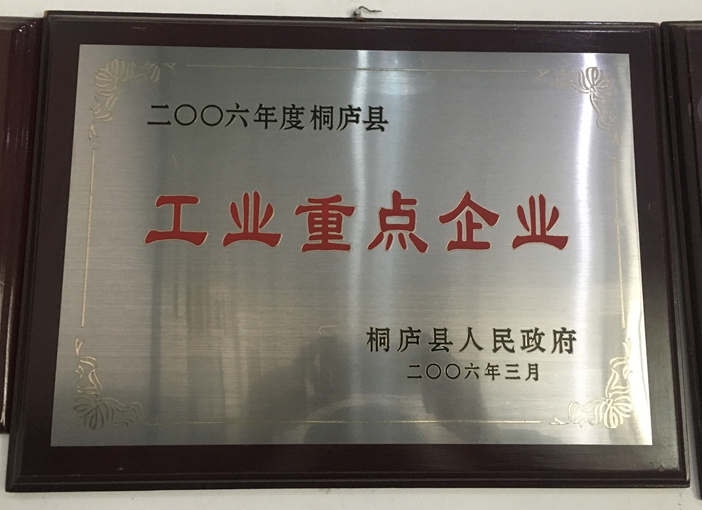 二〇〇六年度桐庐县
工业重点企业
桐庐县人民政府
二〇〇六年三月